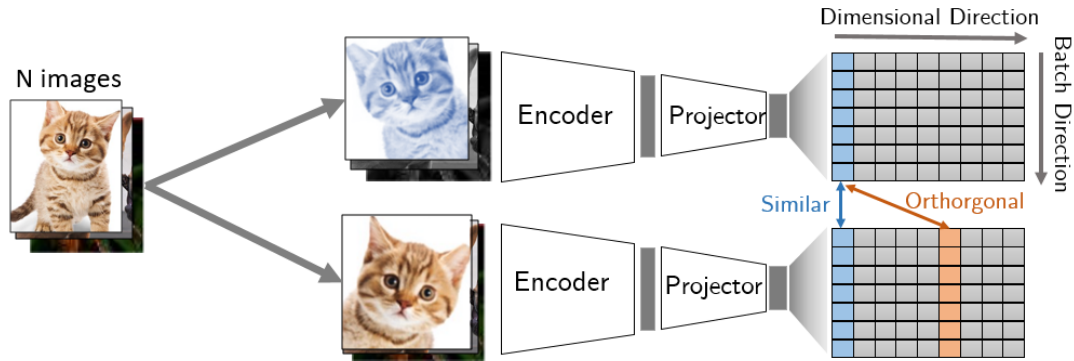 N images
Encoder
Projector
Dimensional Direction
Batch Direction
Similar
Orthorgonal
Encoder
Projector